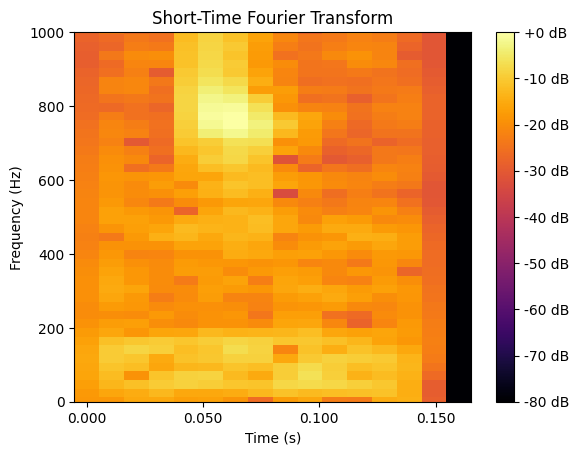 Short-Time Fourier Transform
1000
800
600
400
200
0
Frequency (Hz)
0.000
0.050
0.100
0.150
Time (s)
+0 dB
-10 dB
-20 dB
-30 dB
-40 dB
-50 dB
-60 dB
-70 dB
-80 dB